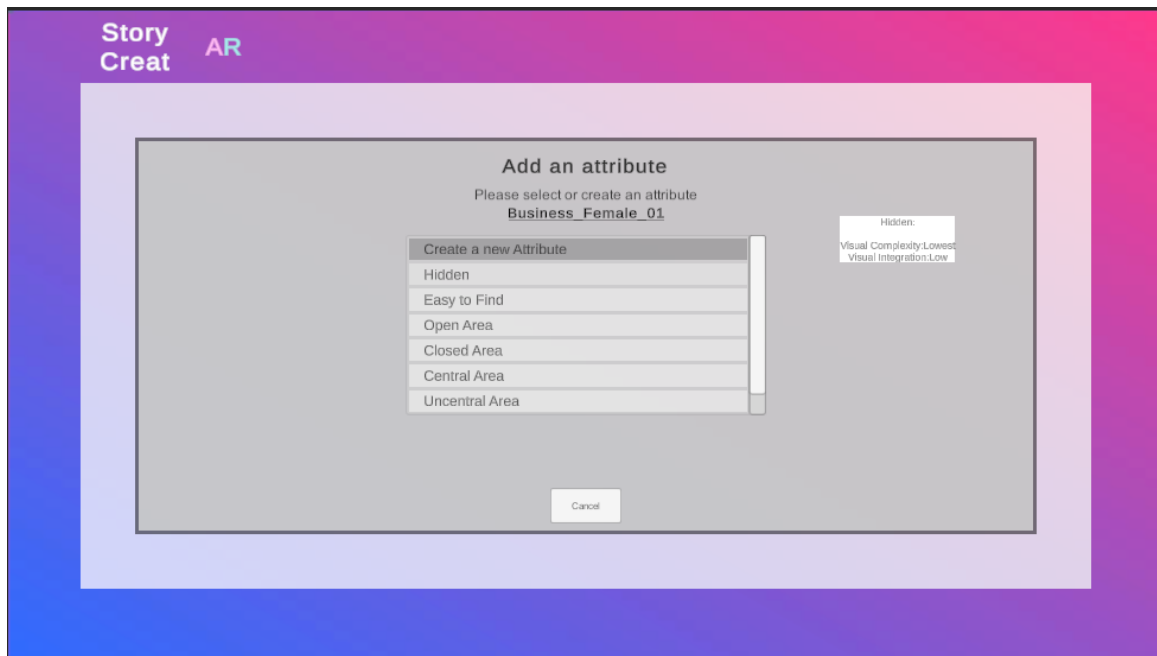 Story
Creat
AR
Add an attribute
Please select or create an attribute
Business_Female_01
Create a new Attribute
Hidden
Easy to Find
Open Area
Closed Area
Central Area
Uncentral Area
Hidden:
Visual Complexity:Lowest
Visual Integration:Low
Cancel